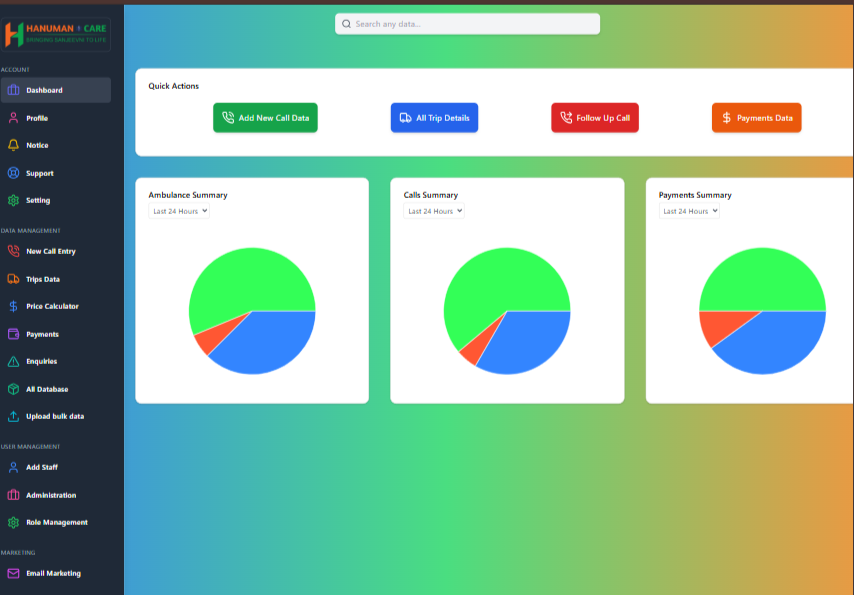 HANUMAN CARE
BRINGING SANJEEVNI TO LIFE
Search any data...
ACCOUNT
Dashboard
Profile
Notice
Support
Setting
DATA MANAGEMENT
New Call Entry
Trips Data
Price Calculator
Payments
Enquiries
All Database
Upload bulk data
USER MANAGEMENT
Add Staff
Administration
Role Management
MARKETING
Email Marketing
Quick Actions
Add New Call Data
All Trip Details
Follow Up Call
Payments Data
Ambulance Summary
Last 24 Hours
Calls Summary
Last 24 Hours
Payments Summary
Last 24 Hours